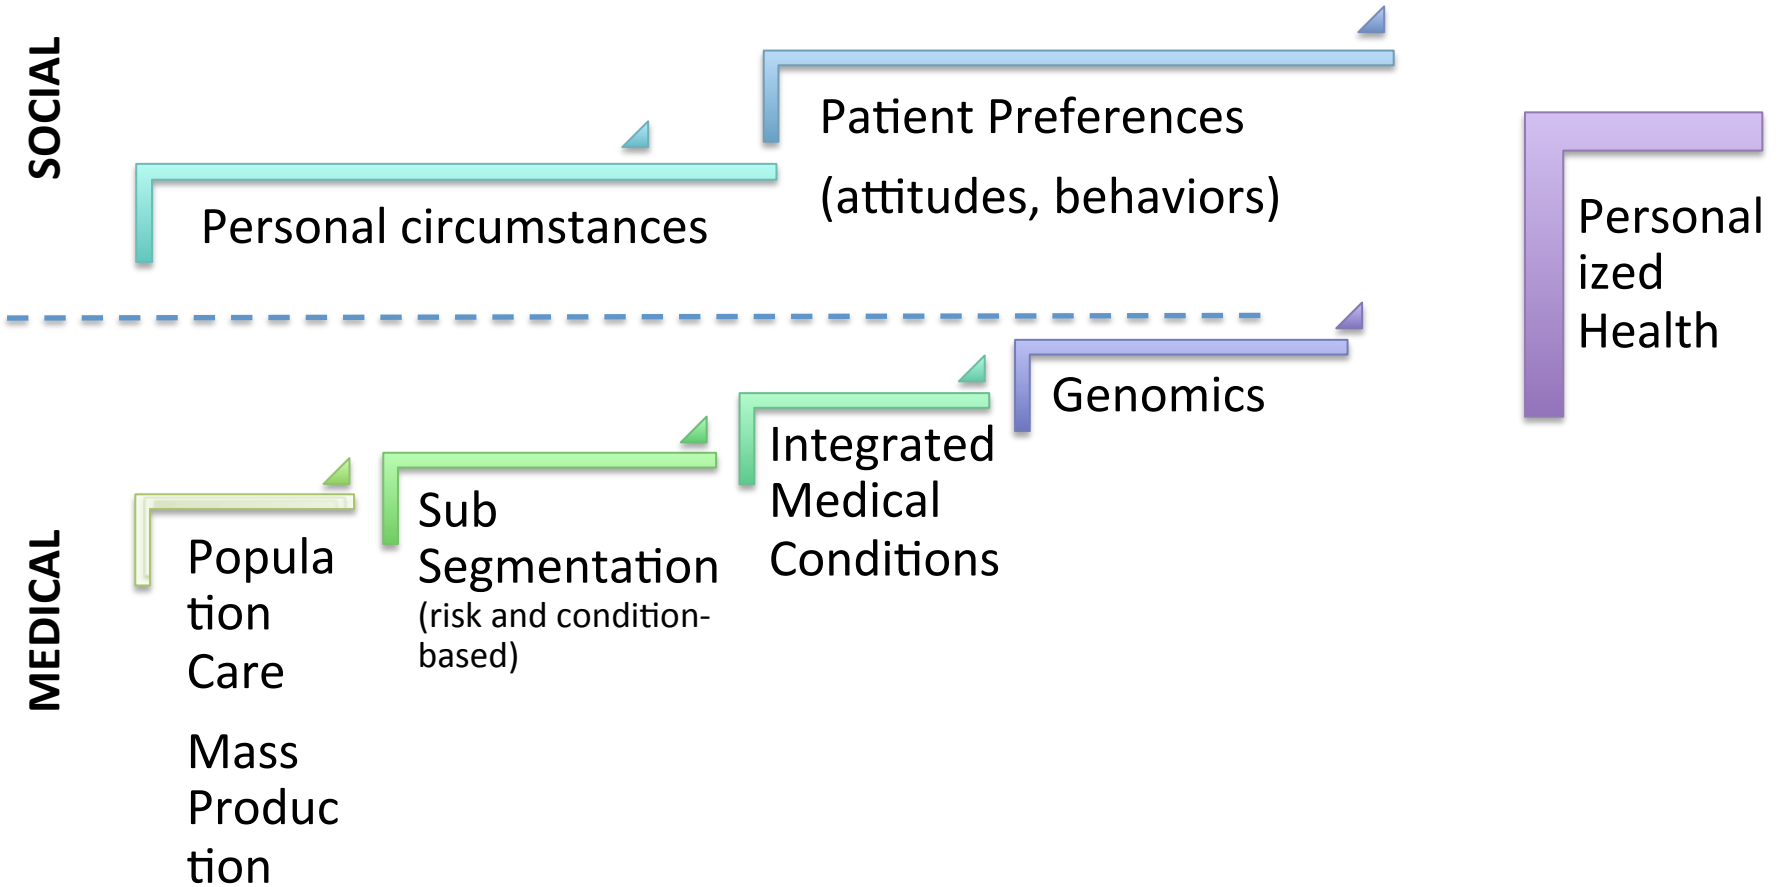 SOCIAL
Personal circumstances
Patient Preferences
(attitudes, behaviors)
Personal
ized
Health
MEDICAL
Popula
tion
Care
Mass
Produc
tion
Sub
Segmentation
(risk and condition-
based)
Integrated
Medical
Conditions
Genomics